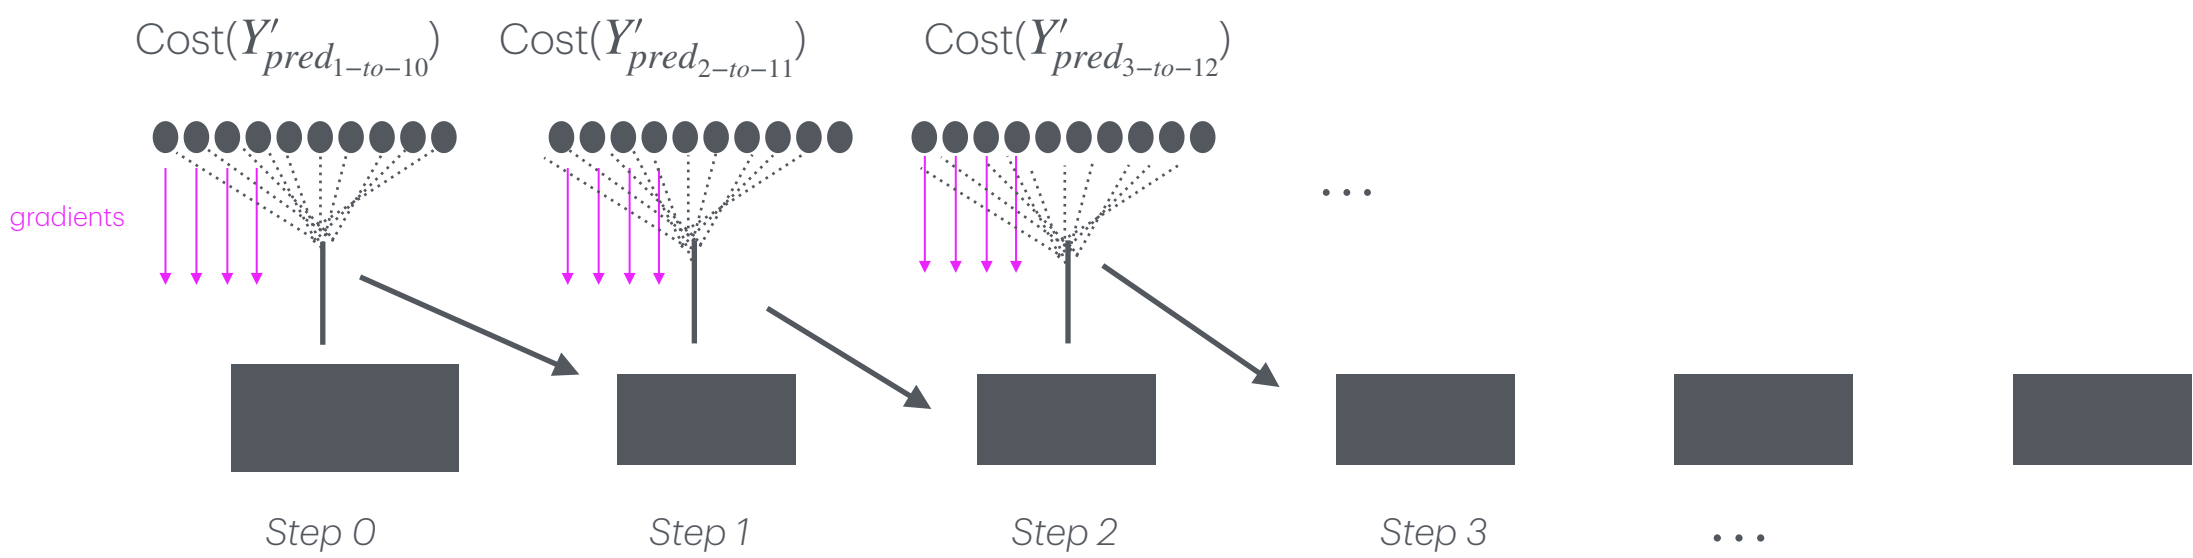 Cost(Y′pred1−to−10) Cost(Y′pred2−to−11) Cost(Y′pred3−to−12)
...
gradients
Step 0 Step 1 Step 2 Step 3 ...